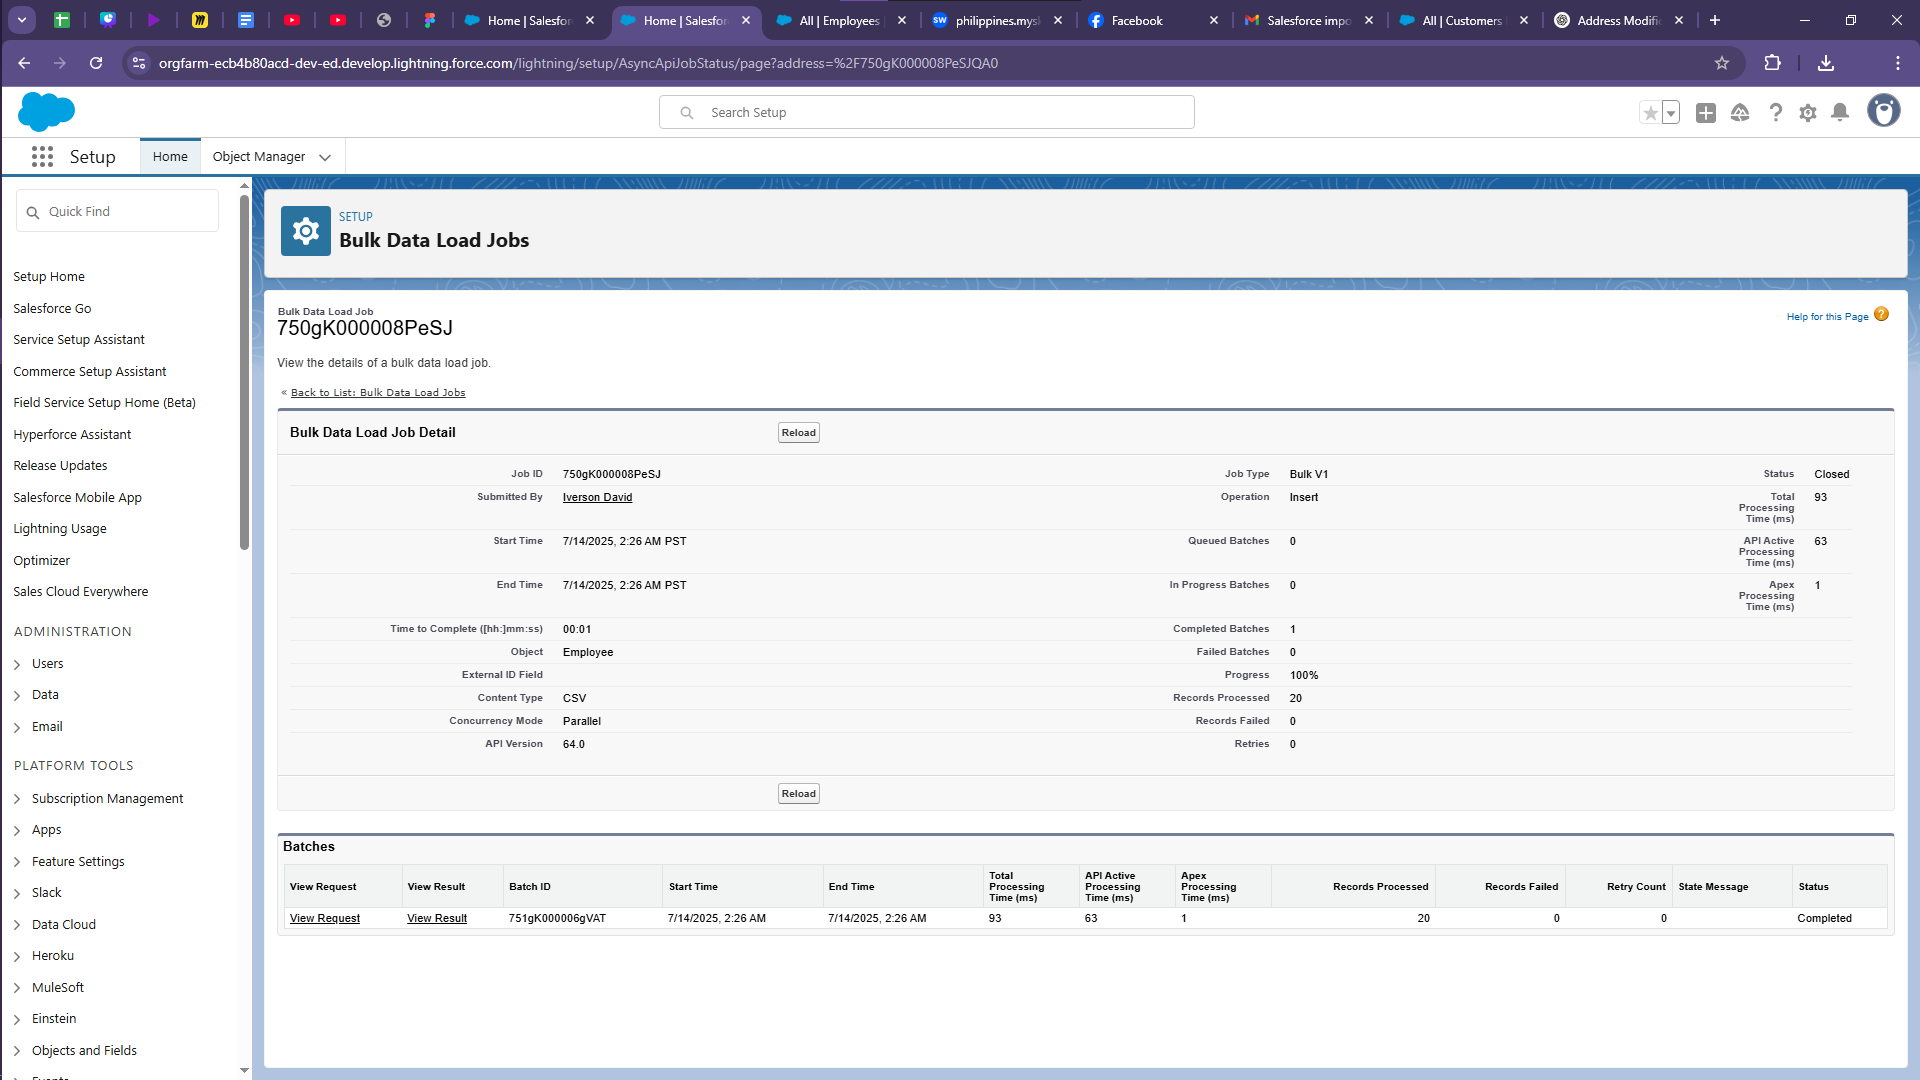 Home | Salesfor
Home | Salesfor
All | Employees
philippines.mysl
Facebook
Salesforce impo
All | Customers
Address Modific
orgfarm-ecb4b80acd-dev-ed.develop.lightning.force.com/lightning/setup/AsyncApiJobStatus/page?address=%2F750gK000008PeSJQA0
Search Setup
Setup
Home
Object Manager
Quick Find
Setup Home
Salesforce Go
Service Setup Assistant
Commerce Setup Assistant
Field Service Setup Home (Beta)
Hyperforce Assistant
Release Updates
Salesforce Mobile App
Lightning Usage
Optimizer
Sales Cloud Everywhere
ADMINISTRATION
Users
Data
Email
PLATFORM TOOLS
Subscription Management
Apps
Feature Settings
Slack
Data Cloud
Heroku
MuleSoft
Einstein
Objects and Fields
SETUP
Bulk Data Load Jobs
Bulk Data Load Job
750gK000008PeSJ
Help for this Page
View the details of a bulk data load job.
« Back to List: Bulk Data Load Jobs
Bulk Data Load Job Detail
Reload
Job ID 750gK000008PeSJ Job Type Bulk V1 Status Closed
Submitted By Iverson David Operation Insert Total Processing Time (ms) 93
Start Time 7/14/2025, 2:26 AM PST Queued Batches 0 API Active Processing Time (ms) 63
End Time 7/14/2025, 2:26 AM PST In Progress Batches 0 Apex Processing Time (ms) 1
Time to Complete ([hh:]mm:ss) 00:01 Completed Batches 1
Object Employee Failed Batches 0
External ID Field Progress 100%
Content Type CSV Records Processed 20
Concurrency Mode Parallel Records Failed 0
API Version 64.0 Retries 0
Reload
Batches
View Request View Result Batch ID Start Time End Time Total Processing Time (ms) API Active Processing Time (ms) Apex Processing Time (ms) Records Processed Records Failed Retry Count State Message Status
View Request View Result 751gK000006gVAT 7/14/2025, 2:26 AM 7/14/2025, 2:26 AM 93 63 1 20 0 0 Completed